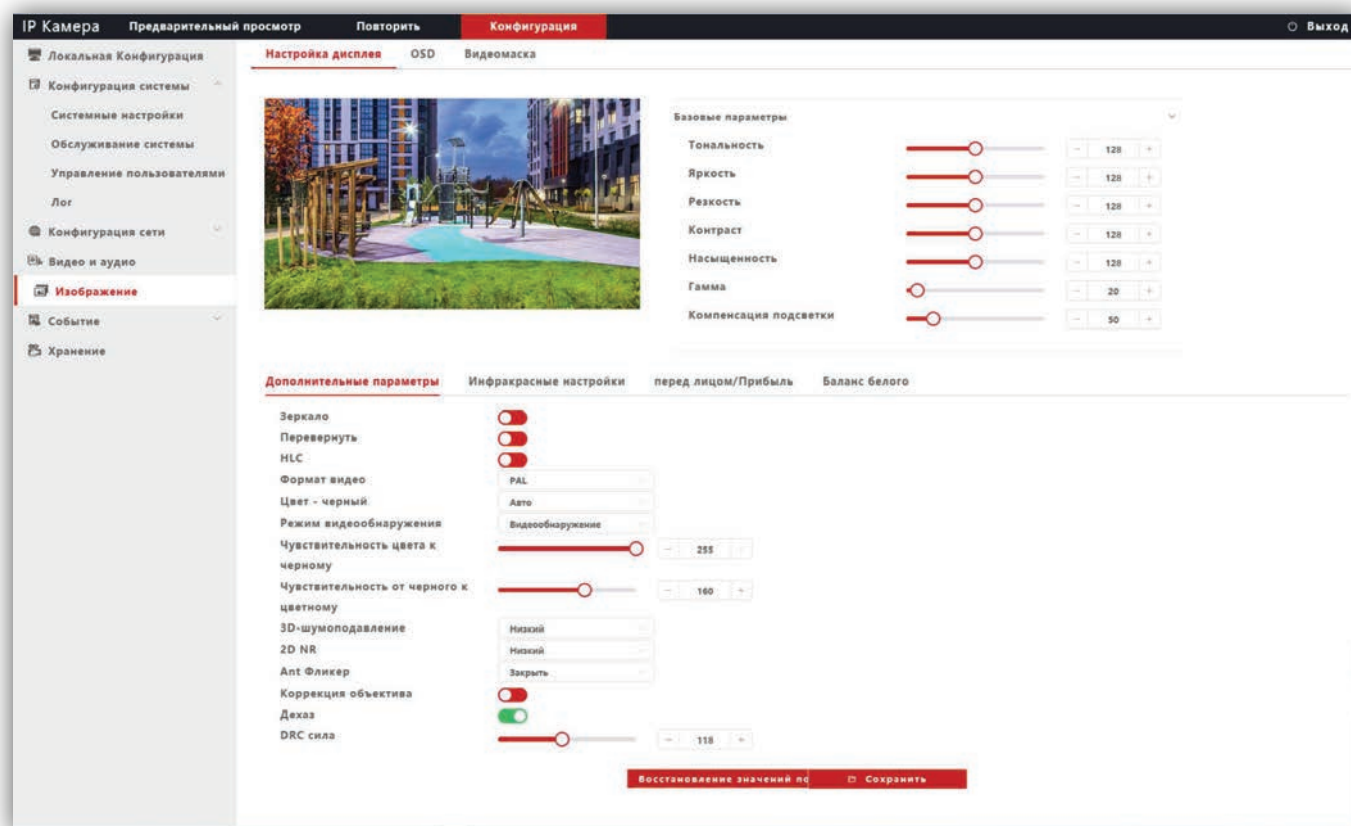 IP Камера Предварительный просмотр Повторить Конфигурация Выход
Локальная Конфигурация
Конфигурация системы
Системные настройки
Обслуживание системы
Управление пользователями
Лог
Конфигурация сети
Видео и аудио
Изображение
Событие
Хранение
Настройка дисплея OSD Видеомаска
Базовые параметры
Тональность - 128 +
Яркость - 128 +
Резкость - 128 +
Контраст - 128 +
Насыщенность - 128 +
Гамма - 20 +
Компенсация подсветки - 50 +
Дополнительные параметры Инфракрасные настройки перед лицом/Прибыль Баланс белого
Зеркало
Перевернуть
HLC
Формат видео PAL
Цвет - черный Авто
Режим видеообнаружения Видеообнаружение
Чувствительность цвета к - 255 +
черному
Чувствительность от черного к - 160 +
цветному
3D-шумоподавление Низкий
2D NR Низкий
Ant Фликер Закрыть
Коррекция объектива
Дехаз
DRC сила - 118 +
Восстановление значений по Сохранить